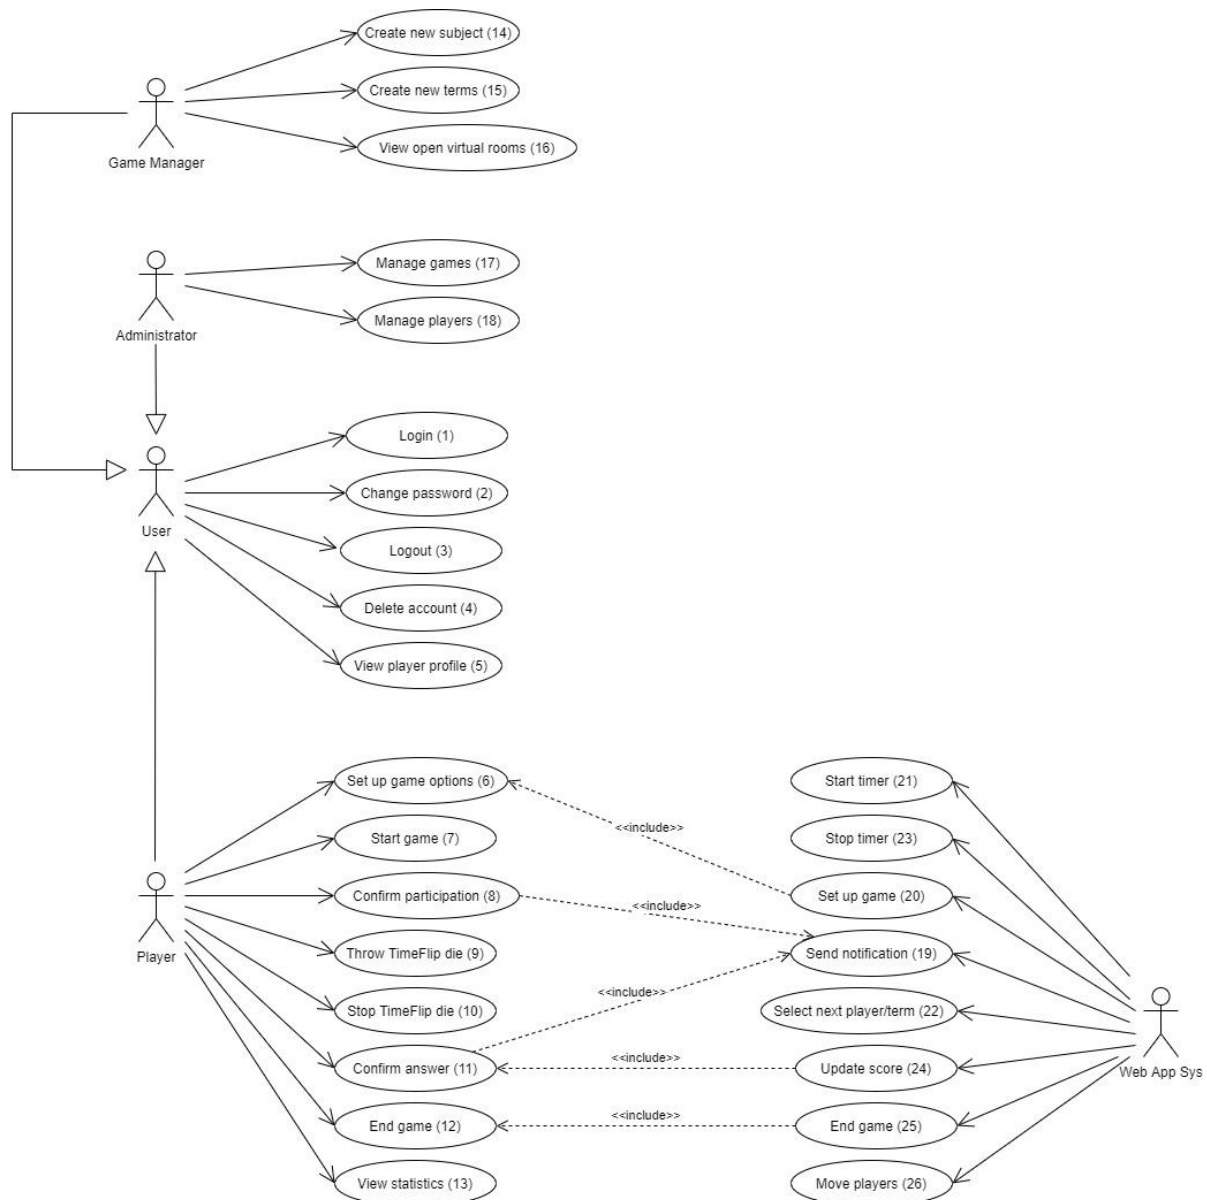 Create new subject (14)
Create new terms (15)
View open virtual rooms (16)
Game Manager
Manage games (17)
Manage players (18)
Administrator
Login (1)
Change password (2)
User
Logout (3)
Delete account (4)
View player profile (5)
Set up game options (6)
Start timer (21)
<<include>>
Start game (7)
Stop timer (23)
Confirm participation (8)
<<include>>
Set up game (20)
Player
Throw TimeFlip die (9)
Send notification (19)
<<include>>
Stop TimeFlip die (10)
Select next player/term (22)
Confirm answer (11)
<<include>>
Update score (24)
Web App Sys
End game (12)
<<include>>
End game (25)
View statistics (13)
Move players (26)